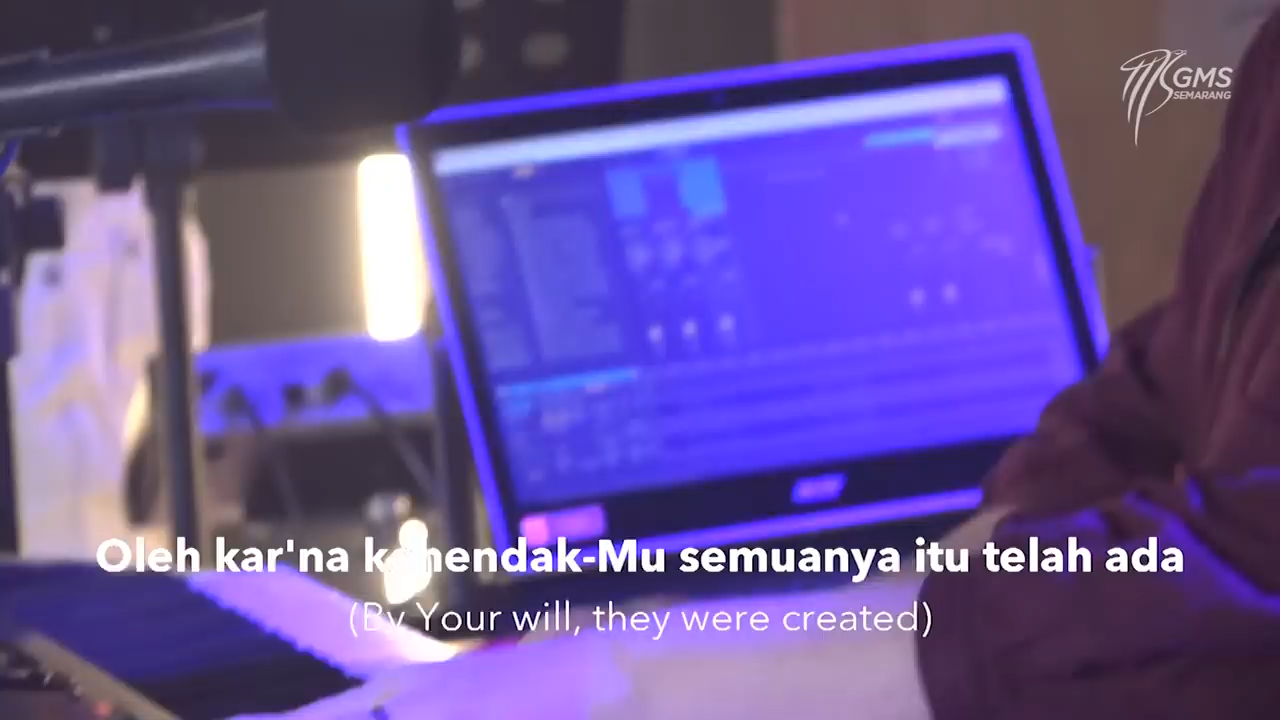 GMS
SEMARANG
Oleh kar'na kehendak-Mu semuanya itu telah ada
(By Your will, they were created)